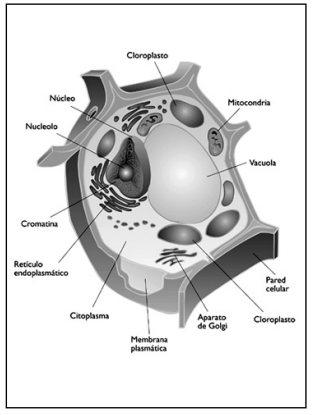 Cloroplasto
Núcleo
Mitocondria
Nucleolo
Vacuola
Cromatina
Retículo
endoplasmático
Pared
celular
Citoplasma
Aparato
de Golgi
Cloroplasto
Membrana
plasmática